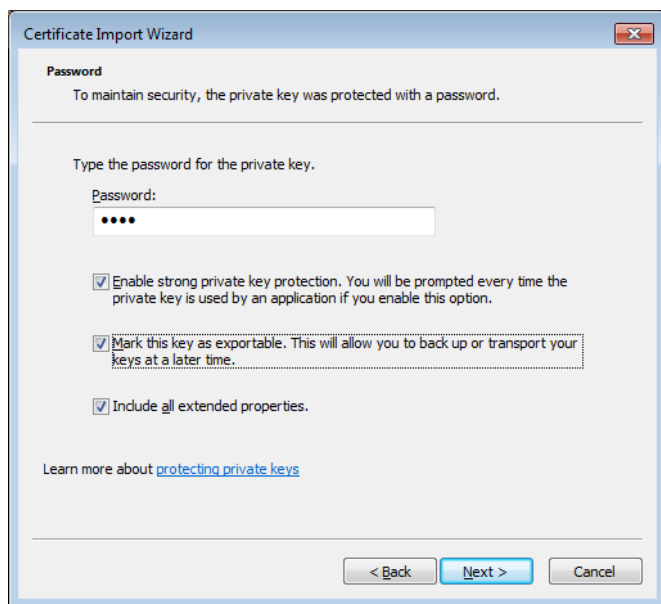 Certificate Import Wizard
Password
To maintain security, the private key was protected with a password.
Type the password for the private key.
Password:
••••
Enable strong private key protection. You will be prompted every time the
private key is used by an application if you enable this option.
Mark this key as exportable. This will allow you to back up or transport your
keys at a later time.
Include all extended properties.
Learn more about protecting private keys
< Back Next > Cancel